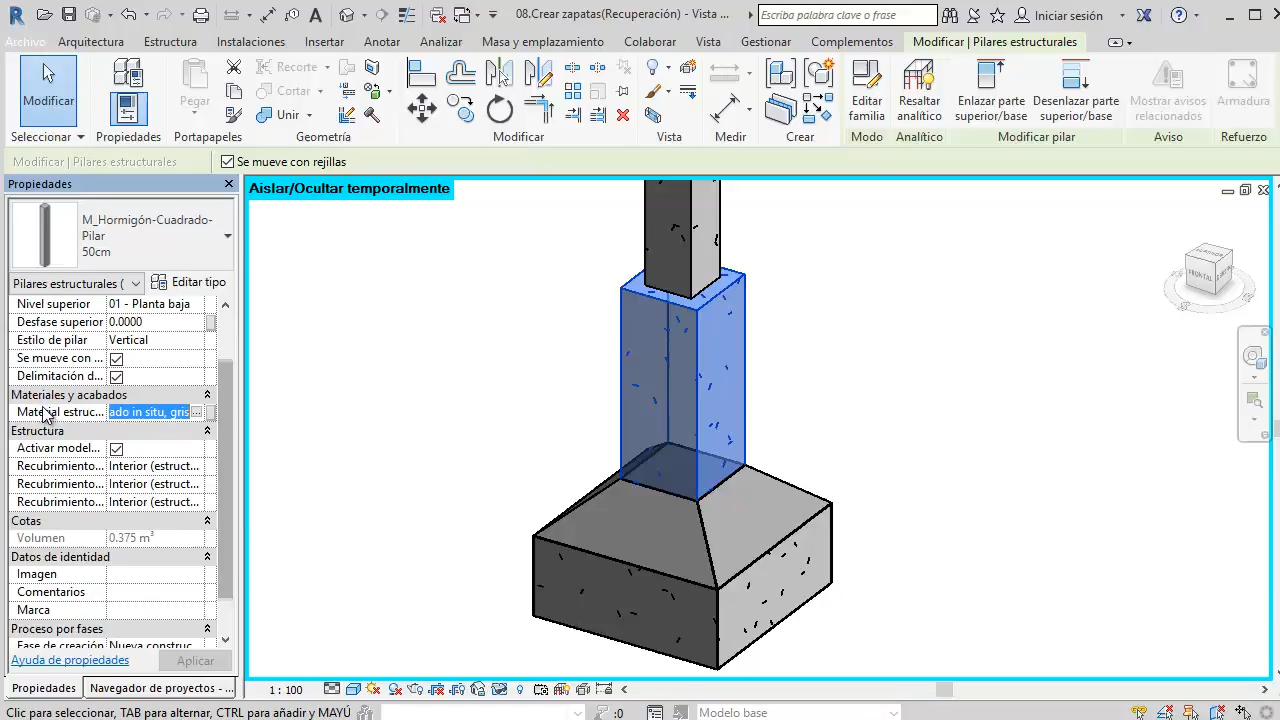 08.Crear zapatas(Recuperación) - Vista ...
Escriba palabra clave o frase
Iniciar sesión
Archivo
Arquitectura
Estructura
Instalaciones
Insertar
Anotar
Analizar
Masa y emplazamiento
Colaborar
Vista
Gestionar
Complementos
Modificar | Pilares estructurales
Modificar
Pegar
Recorte
Cortar
Unir
Editar
familia
Resaltar
analítico
Enlazar parte
superior/base
Desenlazar parte
superior/base
Mostrar avisos
relacionados
Armadura
Seleccionar
Propiedades
Portapapeles
Geometría
Modificar
Vista
Medir
Crear
Modo
Analítico
Modificar pilar
Aviso
Refuerzo
Modificar | Pilares estructurales
Se mueve con rejillas
Propiedades
M_Hormigón-Cuadrado-
Pilar
50cm
Pilares estructurales (
Editar tipo
Nivel superior 01 - Planta baja
Desfase superior 0.0000
Estilo de pilar Vertical
Se mueve con ...
Delimitación d...
Materiales y acabados
Material estruc... ado in situ, gris
Estructura
Activar model...
Recubrimiento... Interior (estruct...
Recubrimiento... Interior (estruct...
Recubrimiento... Interior (estruct...
Cotas
Volumen 0.375 m³
Datos de identidad
Imagen
Comentarios
Marca
Proceso por fases
Fase de creación Nueva construc...
Ayuda de propiedades
Aplicar
Propiedades
Navegador de proyectos - ...
Aislar/Ocultar temporalmente
FRONTAL
1 : 100
Clic para seleccionar, TAB para alternar, CTRL para añadir y MAYÚ
:0
Modelo base